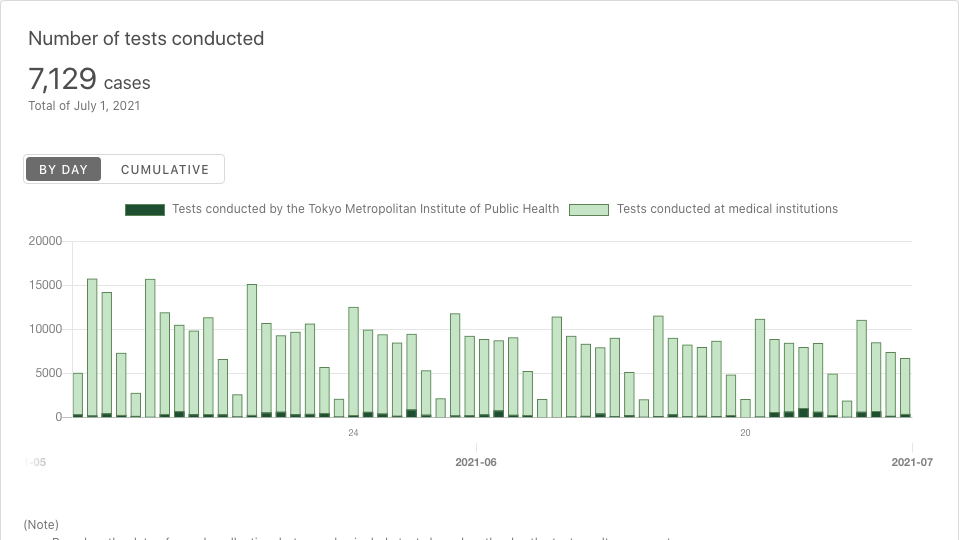 Number of tests conducted
7,129 cases
Total of July 1, 2021
BY DAY CUMULATIVE
Tests conducted by the Tokyo Metropolitan Institute of Public Health Tests conducted at medical institutions
20000
15000
10000
5000
0
24 20
-05 2021-06 2021-07
(Note)